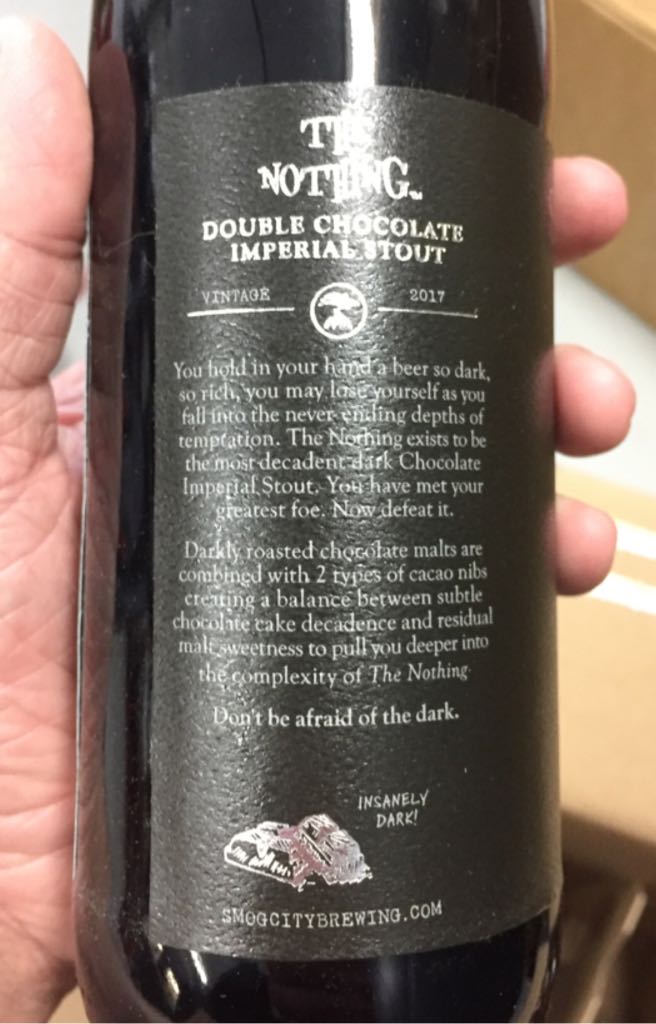 THE
NOTHING™
DOUBLE CHOCOLATE
IMPERIAL STOUT
VINTAGE 2017
You hold in your hand a beer so dark,
so rich, you may lose yourself as you
fall into the never-ending depths of
temptation. The Nothing exists to be
the most decadent dark Chocolate
Imperial Stout. You have met your
greatest foe. Now defeat it.
Darkly roasted chocolate malts are
combined with 2 types of cacao nibs
creating a balance between subtle
chocolate cake decadence and residual
malt sweetness to pull you deeper into
the complexity of The Nothing.
Don't be afraid of the dark.
INSANELY
DARK!
SMOGCITYBREWING.COM